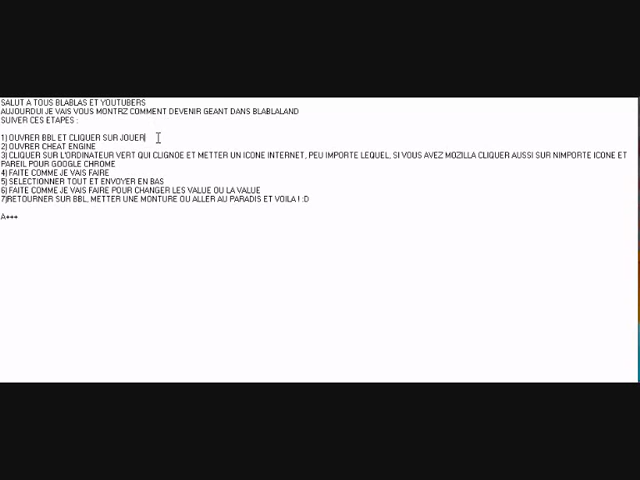 SALUT A TOUS BLABLAS ET YOUTUBERS
AUJOURDUI JE VAIS VOUS MONTRZ COMMENT DEVENIR GEANT DANS BLABLALAND
SUIVER CES ETAPES :
1) OUVRER BBL ET CLIQUER SUR JOUER
2) OUVRER CHEAT ENGINE
3) CLIQUER SUR L'ORDINATEUR VERT QUI CLIGNOE ET METTER UN ICONE INTERNET, PEU IMPORTE LEQUEL, SI VOUS AVEZ MOZILLA CLIQUER AUSSI SUR NIMPORTE ICONE ET
PAREIL POUR GOOGLE CHROME
4) FAITE COMME JE VAIS FAIRE
5) SELECTIONNER TOUT ET ENVOYER EN BAS
6) FAITE COMME JE VAIS FAIRE POUR CHANGER LES VALUE OU LA VALUE
7)RETOURNER SUR BBL, METTER UNE MONTURE OU ALLER AU PARADIS ET VOILA ! :D
A+++